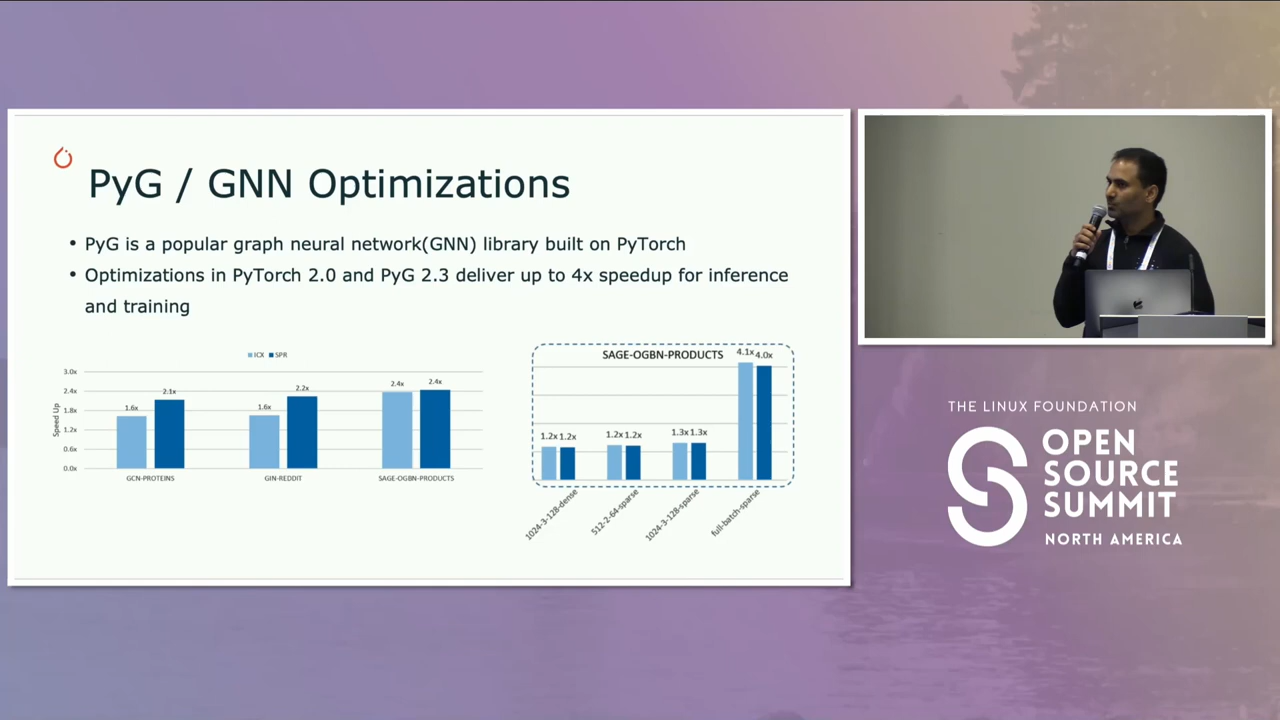 PyG / GNN Optimizations
• PyG is a popular graph neural network(GNN) library built on PyTorch
• Optimizations in PyTorch 2.0 and PyG 2.3 deliver up to 4x speedup for inference
and training
ICX SPR
Speed Up
3.0x
2.4x
1.8x
1.2x
0.6x
0.0x
1.6x 2.1x
1.6x 2.2x
2.4x 2.4x
GCN-PROTEINS GIN-REDDIT SAGE-OGBN-PRODUCTS
SAGE-OGBN-PRODUCTS
1.2x 1.2x
1.2x 1.2x
1.3x 1.3x
4.1x 4.0x
1024-3-128-dense
512-2-64-sparse
1024-3-128-sparse
full-batch-sparse
THE LINUX FOUNDATION
OPEN
SOURCE
SUMMIT
NORTH AMERICA